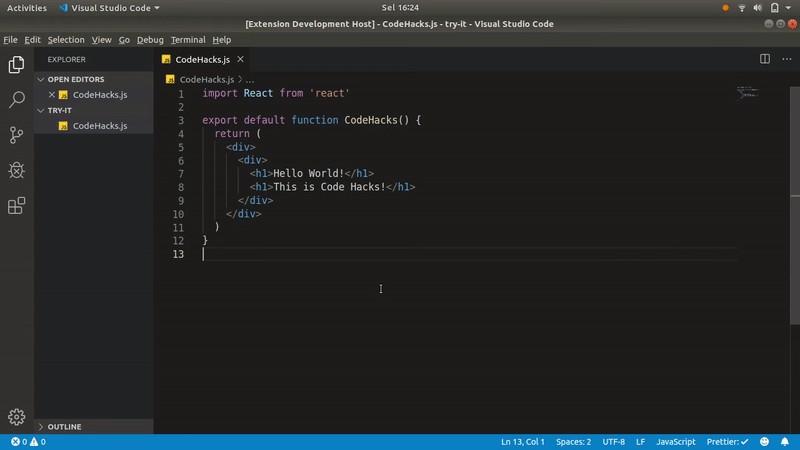 Activities
Visual Studio Code
Sel 16:24
[Extension Development Host] - CodeHacks.js - try-it - Visual Studio Code
File Edit Selection View Go Debug Terminal Help
EXPLORER
OPEN EDITORS
CodeHacks.js
TRY-IT
CodeHacks.js
OUTLINE
CodeHacks.js
CodeHacks.js > ...
1 import React from 'react'
2
3 export default function CodeHacks() {
4 return (
5 <div>
6 <div>
7 <h1>Hello World!</h1>
8 <h1>This is Code Hacks!</h1>
9 </div>
10 </div>
11 )
12 }
13
0 0
Ln 13, Col 1 Spaces: 2 UTF-8 LF JavaScript Prettier: ✓